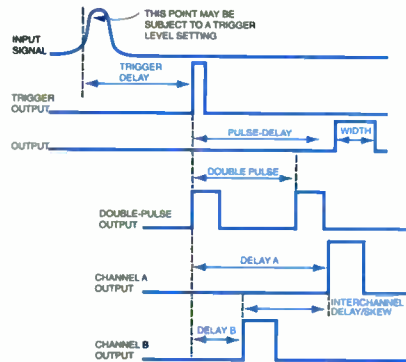 THIS POINT MAY BE
SUBJECT TO A TRIGGER
LEVEL SETTING
INPUT
SIGNAL
TRIGGER
DELAY
TRIGGER
OUTPUT
PULSE-DELAY
WIDTH
OUTPUT
DOUBLE PULSE
DOUBLE-PULSE
OUTPUT
DELAY A
CHANNEL A
OUTPUT
INTERCHANNEL
DELAY/SKEW
DELAY B
CHANNEL B
OUTPUT